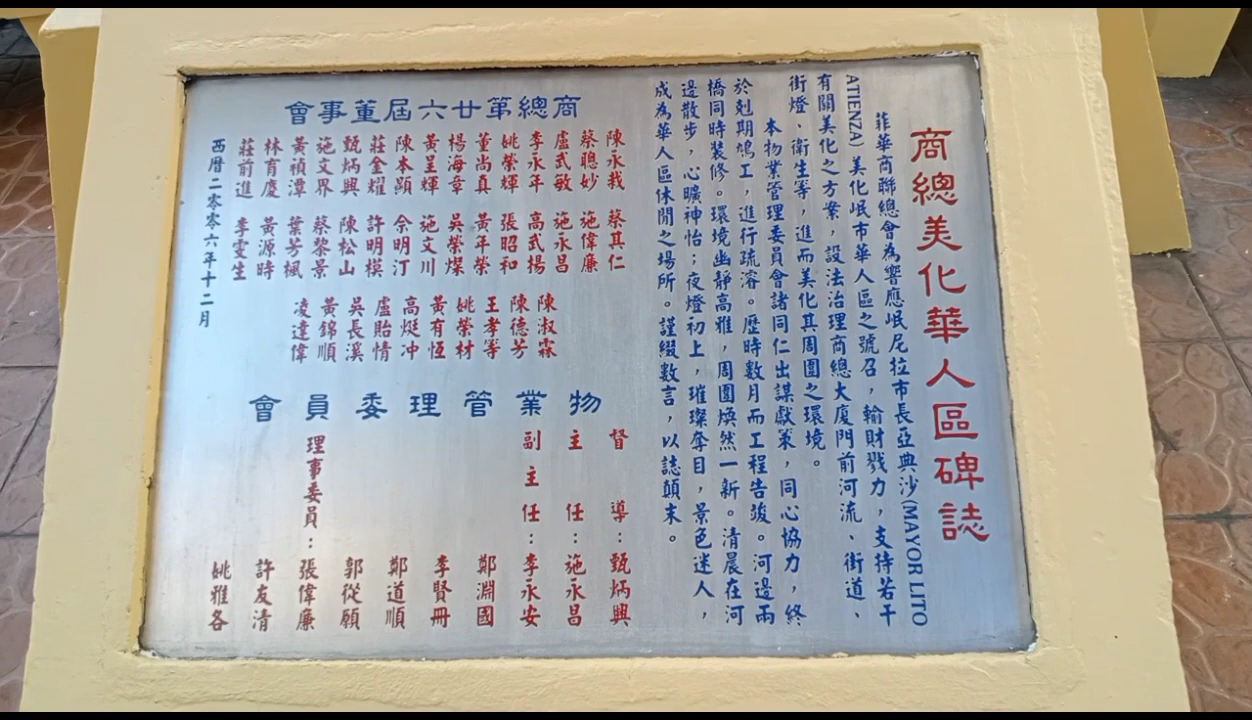 商總美化華人區碑誌
菲華商聯總會為響應岷尼拉市長亞典沙(MAYOR LITO
ATIENZA) 美化岷市華人區之號召，輸財戮力，支持若干
有關美化之方案，設法治理商總大廈門前河流、街道、
街燈、衛生等，進而美化其周圍之環境。
本物業管理委員會諸同仁出謀獻策，同心協力，終
於剋期鳩工，進行疏濬。歷時數月而工程告竣。河邊兩
橋同時裝修。環境幽靜高雅，周圍煥然一新。清晨在河
邊散步，心曠神怡；夜燈初上，璀璨奪目，景色迷人，
成為華人區休閒之場所。謹綴數言，以誌顛末。
商總第廿六屆董事會
陳永栽 蔡其仁
蔡聰妙 施偉廉
盧武敏 施永昌
李永年 高武揚 陳淑霖
姚榮輝 張昭和 陳德芳
董尚真 黃年榮 王孝等
楊海章 吳榮燦 姚榮材
黃呈輝 施文川 黃有恆
陳本顯 佘明汀 高烶冲
莊金耀 許明模 盧貽情
甄炳興 陳松山 吳長溪
施文界 蔡黎景 黃錦順
黃禎潭 葉芳楓 凌達偉
林育慶 黃源時
莊前進 李雯生
西曆二零零六年十二月
物業管理委員會
督導：甄炳興
主任：施永昌
副主任：李永安
鄭淵國
李賢冊
鄭道順
郭從願
理事委員：張偉廉
許友清
姚雅各